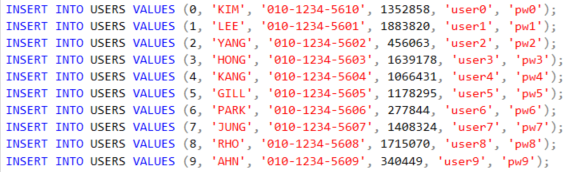 INSERT INTO USERS VALUES (0, 'KIM', '010-1234-5610', 1352858, 'user0', 'pw0');
INSERT INTO USERS VALUES (1, 'LEE', '010-1234-5601', 1883820, 'user1', 'pw1');
INSERT INTO USERS VALUES (2, 'YANG', '010-1234-5602', 456063, 'user2', 'pw2');
INSERT INTO USERS VALUES (3, 'HONG', '010-1234-5603', 1639178, 'user3', 'pw3');
INSERT INTO USERS VALUES (4, 'KANG', '010-1234-5604', 1066431, 'user4', 'pw4');
INSERT INTO USERS VALUES (5, 'GILL', '010-1234-5605', 1178295, 'user5', 'pw5');
INSERT INTO USERS VALUES (6, 'PARK', '010-1234-5606', 277844, 'user6', 'pw6');
INSERT INTO USERS VALUES (7, 'JUNG', '010-1234-5607', 1408324, 'user7', 'pw7');
INSERT INTO USERS VALUES (8, 'RHO', '010-1234-5608', 1715070, 'user8', 'pw8');
INSERT INTO USERS VALUES (9, 'AHN', '010-1234-5609', 340449, 'user9', 'pw9');